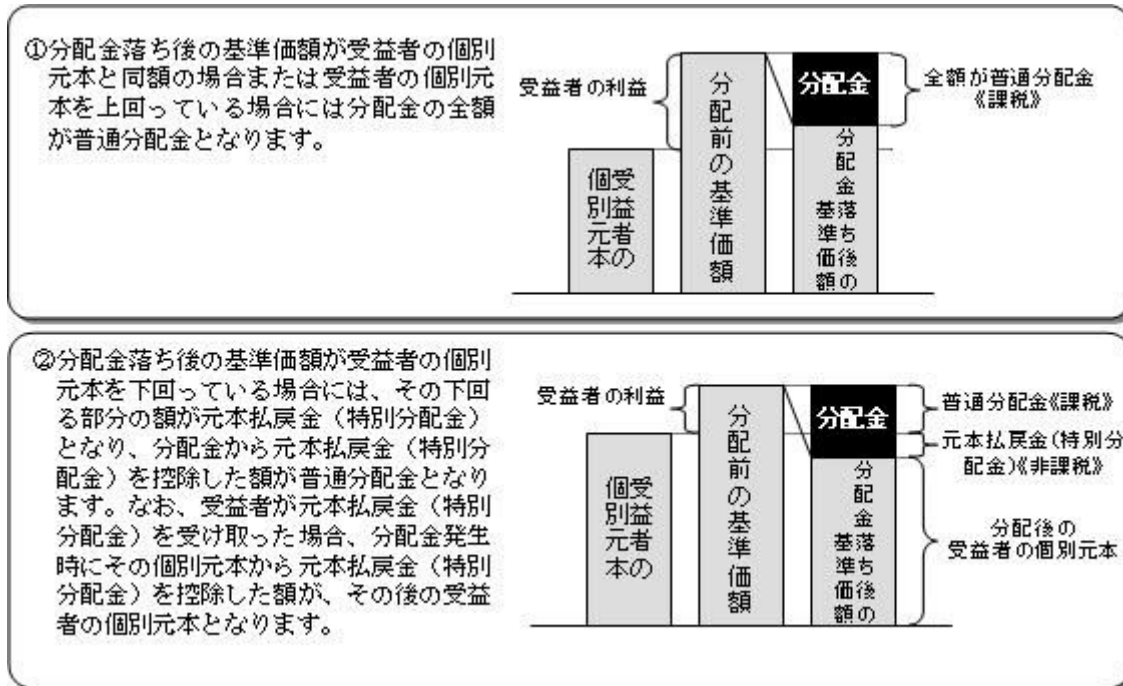 ①分配金落ち後の基準価額が受益者の個別
元本と同額の場合または受益者の個別元
本を上回っている場合には分配金の全額
が普通分配金となります。
受益者の利益
受益者の
個別元本
分配前の基準価額
分配金
分配金落ち後の
基準価額
全額が普通分配金
《課税》
②分配金落ち後の基準価額が受益者の個別
元本を下回っている場合には、その下回
る部分の額が元本払戻金（特別分配金）
となり、分配金から元本払戻金（特別分
配金）を控除した額が普通分配金となり
ます。なお、受益者が元本払戻金（特別
分配金）を受け取った場合、分配金発生
時にその個別元本から元本払戻金（特別
分配金）を控除した額が、その後の受益
者の個別元本となります。
受益者の利益
受益者の
個別元本
分配前の基準価額
分配金
分配金落ち後の
基準価額
普通分配金《課税》
元本払戻金(特別分
配金)《非課税》
分配後の
受益者の個別元本